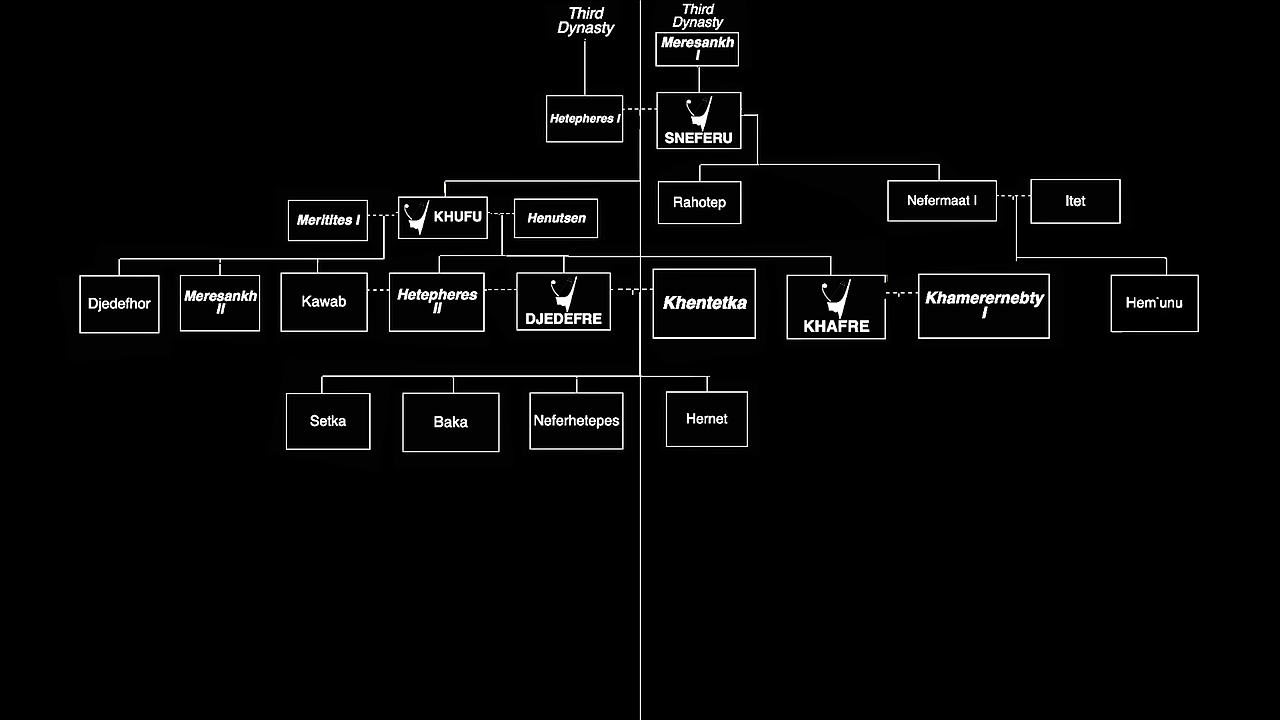 Third
Dynasty
Third
Dynasty
Meresankh
I
Hetepheres I
SNEFERU
Rahotep
Nefermaat I
Itet
Meritites I
KHUFU
Henutsen
Djedefhor
Meresankh
II
Kawab
Hetepheres
II
DJEDEFRE
Khentetka
KHAFRE
Khamerernebty
I
Hem`unu
Setka
Baka
Neferhetepes
Hernet